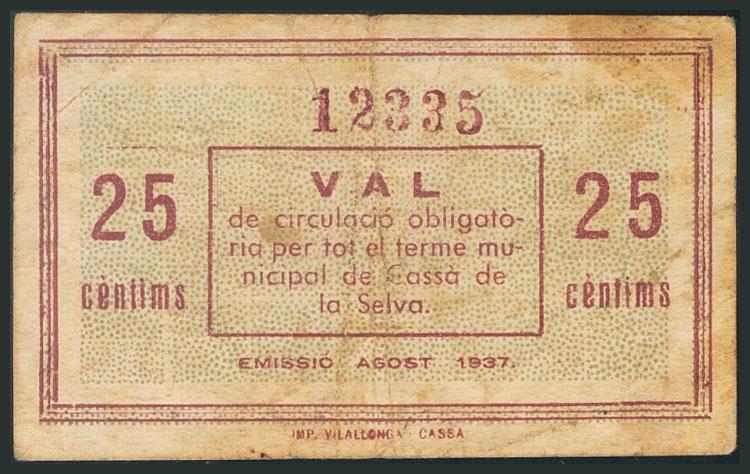 12335
25
cèntims
VAL
de circulació obligatò-
ria per tot el terme mu-
nicipal de Cassà de
la Selva.
25
cèntims
EMISSIÓ AGOST 1937.
IMP. VILALLONGA - CASSA